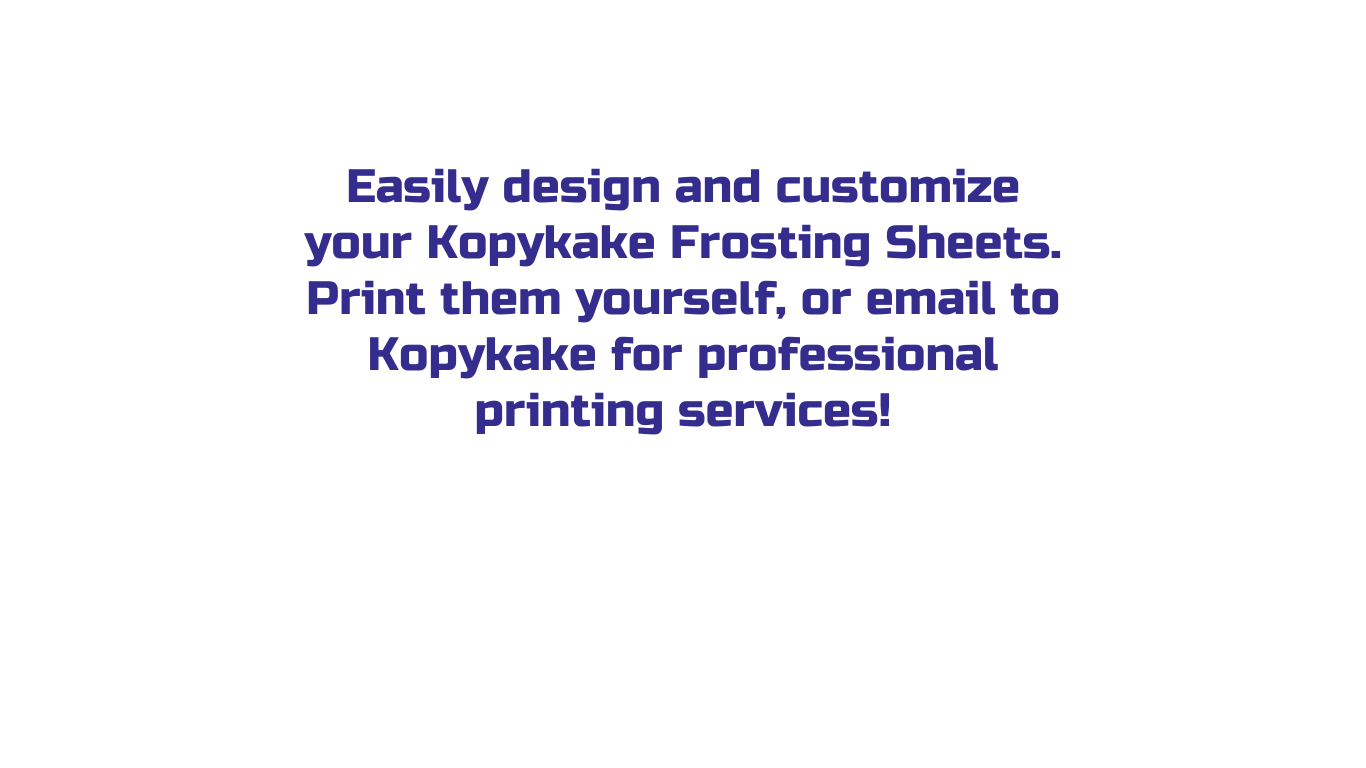 Easily design and customize
your Kopykake Frosting Sheets.
Print them yourself, or email to
Kopykake for professional
printing services!